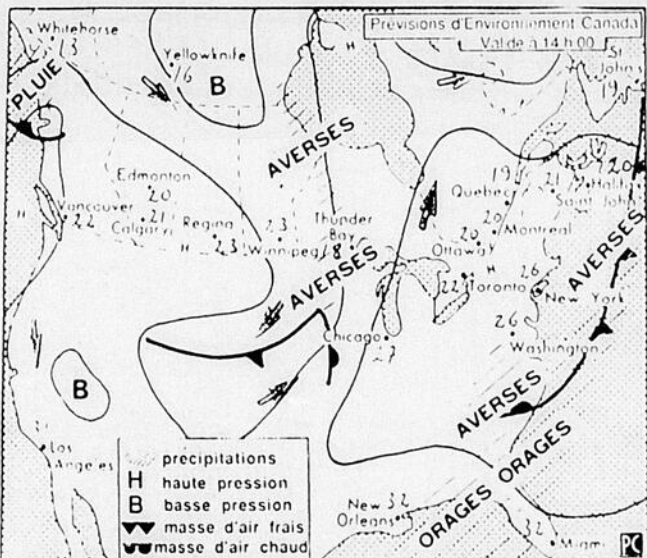 Prévisions d'Environnement Canada
Valide à 14 h 00
Whitehorse
13
Yellowknife
16
B
H
St John's
19
PLUIE
AVERSES
Edmonton
20
Vancouver
22
Calgary
21
Regina
23
H
H
Winnipeg
23
Thunder Bay
18
AVERSES
Québec
19
21
20
Halifax
Saint John
Montréal
20
Ottawa
20
H
Toronto
22
26
New York
AVERSES
Chicago
27
26
Washington
B
Los Angeles
AVERSES
ORAGES
ORAGES
New Orleans
32
32
Miami
précipitations
H haute pression
B basse pression
masse d'air frais
masse d'air chaud
PC